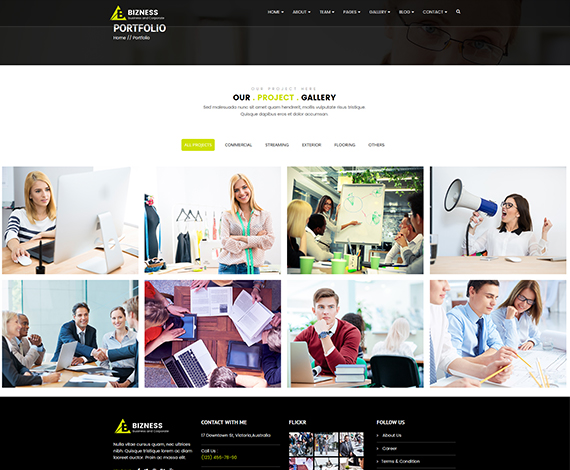 BIZNESS
Business and Corporate
HOME ABOUT TEAM PAGES GALLERY BLOG CONTACT
PORTFOLIO
Home // Portfolio
OUR PROJECT HERE
OUR . PROJECT . GALLERY
Sed malesuada nunc sit amet quam hendrerit, mollis vulputate risus tristique.
Quisque dapibus eros et dolor accumsan
ALL PROJECTS COMMERCIAL STREAMING EXTERIOR FLOORING OTHERS
BIZNESS
Business and Corporate
Nulla vitae cursus quam, nec ultrices
nibh. Quisque tristique lorem ac diam
auctor. Proin ac massa elit.
CONTACT WITH ME
17 Downtown St, Victoria,Australia
Call Us :
(123) 456-78-90
FLICKR
FOLLOW US
> About Us
> Career
> Terms & Condition